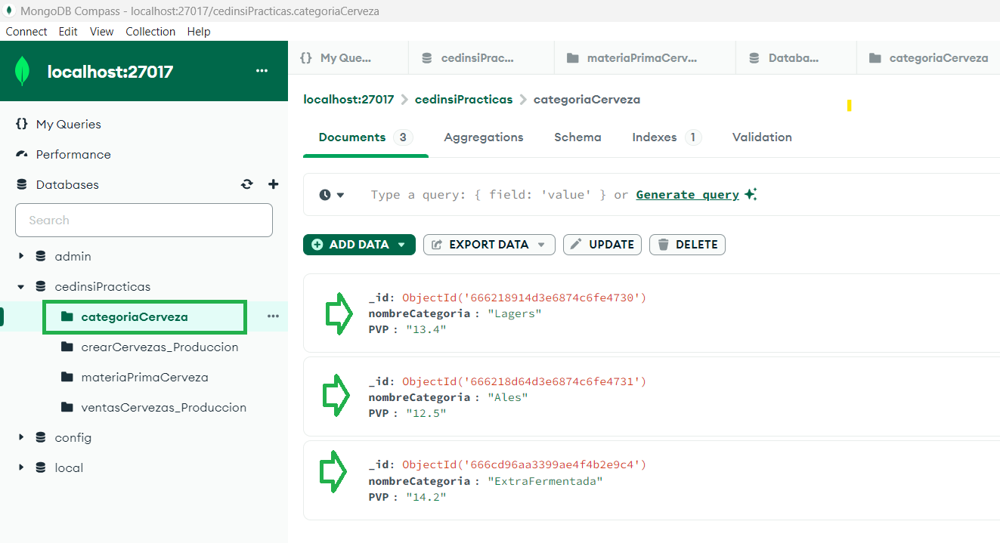 MongoDB Compass - localhost:27017/cedinsiPracticas.categoriaCerveza
Connect Edit View Collection Help
localhost:27017 ...
{} My Queries
Performance
Databases
Search
admin
cedinsiPracticas
categoriaCerveza ...
crearCervezas_Produccion
materiaPrimaCerveza
ventasCervezas_Produccion
config
local
{} My Que... cedinsiPrac... materiaPrimaCerv... Databa... categoriaCerveza
localhost:27017 > cedinsiPracticas > categoriaCerveza
Documents 3 Aggregations Schema Indexes 1 Validation
Type a query: { field: 'value' } or Generate query
ADD DATA EXPORT DATA UPDATE DELETE
_id: ObjectId('666218914d3e6874c6fe4730')
nombreCategoria : "Lagers"
PVP : "13.4"
_id: ObjectId('666218d64d3e6874c6fe4731')
nombreCategoria : "Ales"
PVP : "12.5"
_id: ObjectId('666cd96aa3399ae4f4b2e9c4')
nombreCategoria : "ExtraFermentada"
PVP : "14.2"